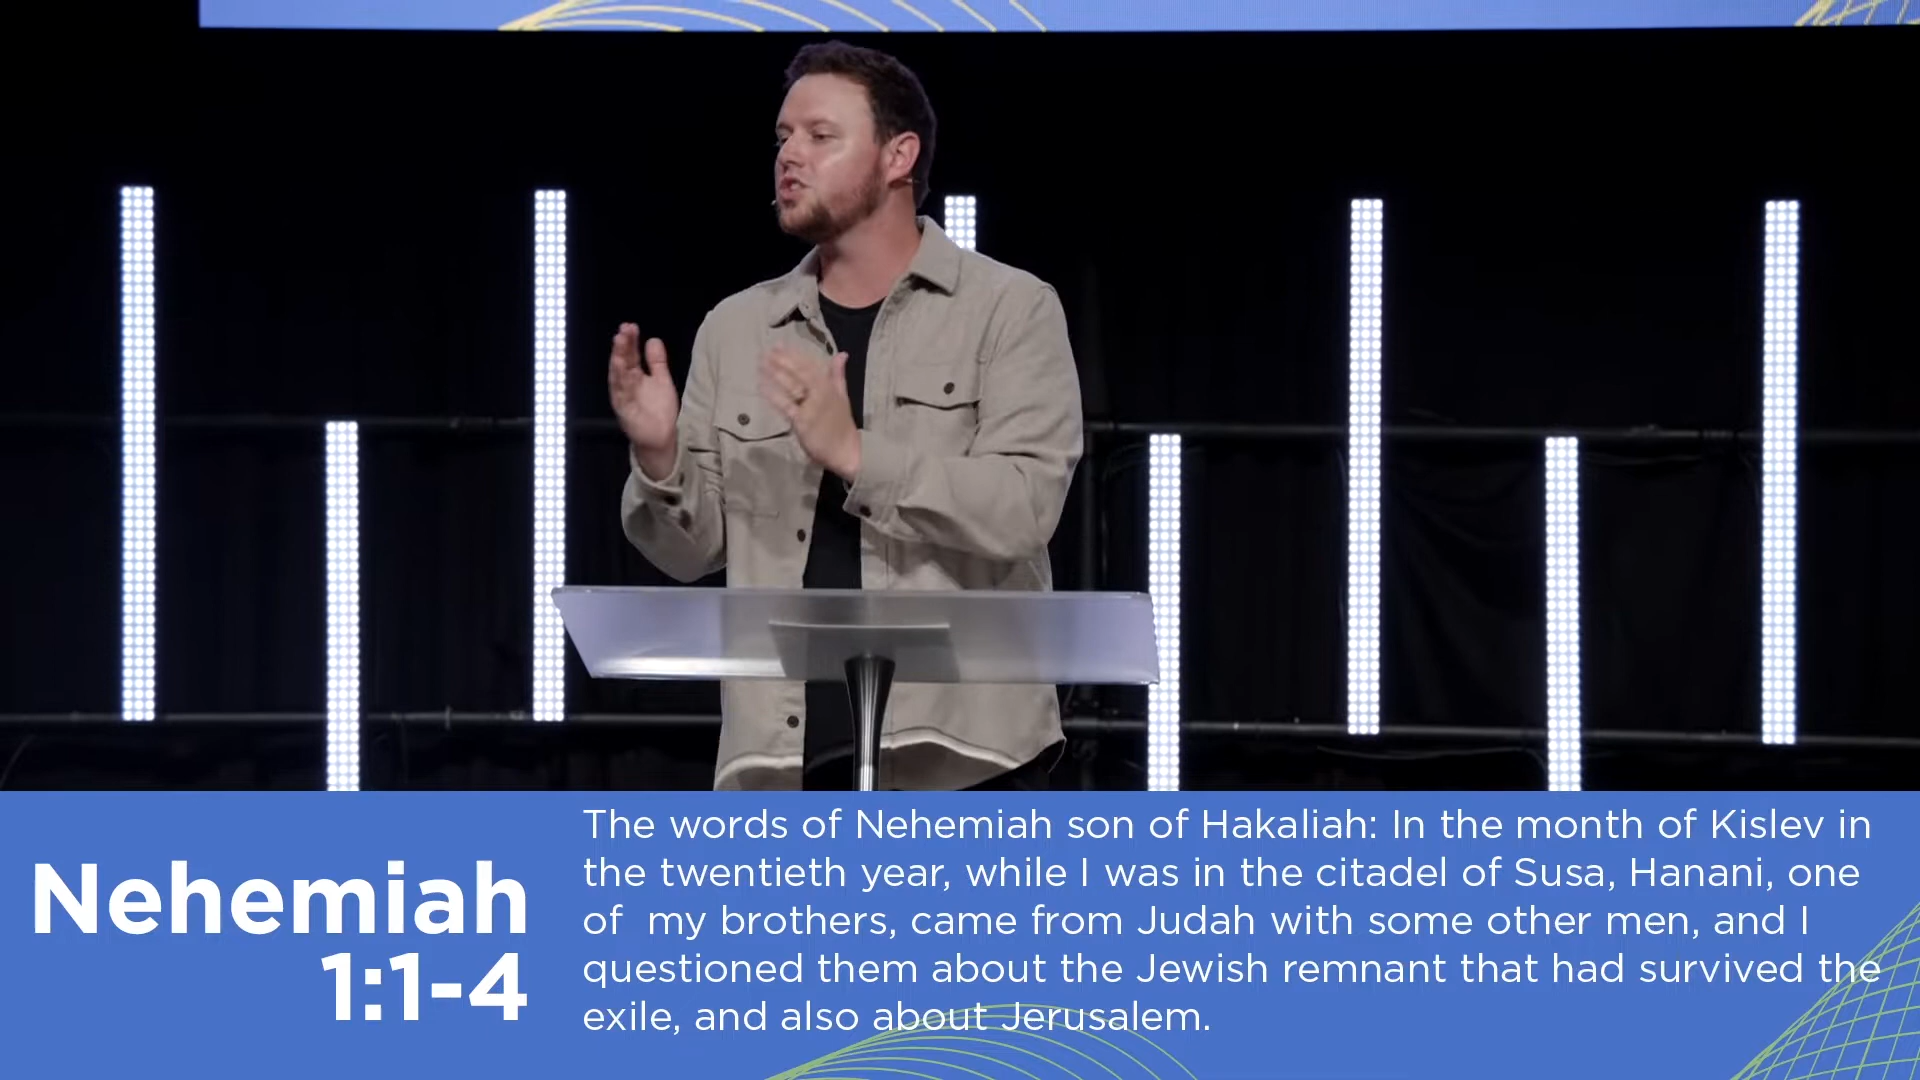 Nehemiah
1:1-4
The words of Nehemiah son of Hakaliah: In the month of Kislev in
the twentieth year, while I was in the citadel of Susa, Hanani, one
of  my brothers, came from Judah with some other men, and I
questioned them about the Jewish remnant that had survived the
exile, and also about Jerusalem.